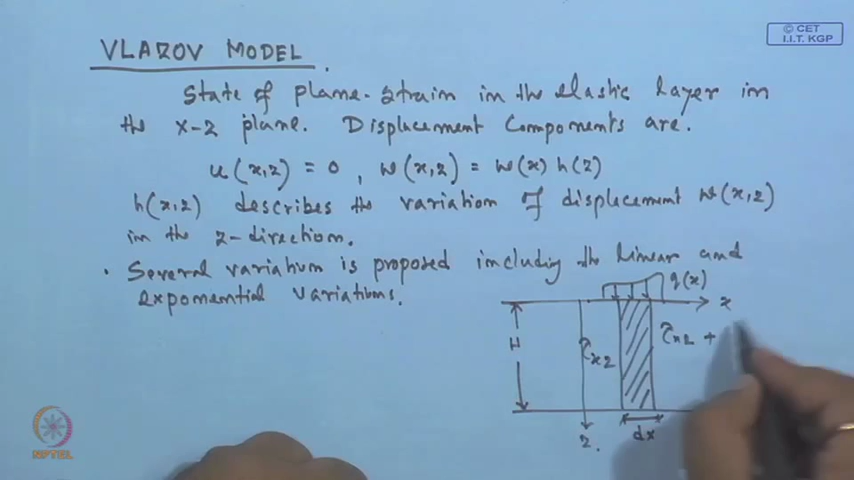 © CET
I.I.T. KGP
VLAZOV MODEL.
State of plane-strain in the elastic layer in
the x-z plane. Displacement Components are.
u(x,z) = 0, w(x,z) = w(x) h(z)
h(x,z) describes the variation of displacement w(x,z)
in the z-direction.
• Several variation is proposed including the linear and
exponential variations.
q(x)
x
H
τxz
τxz +
z.
dx
NPTEL